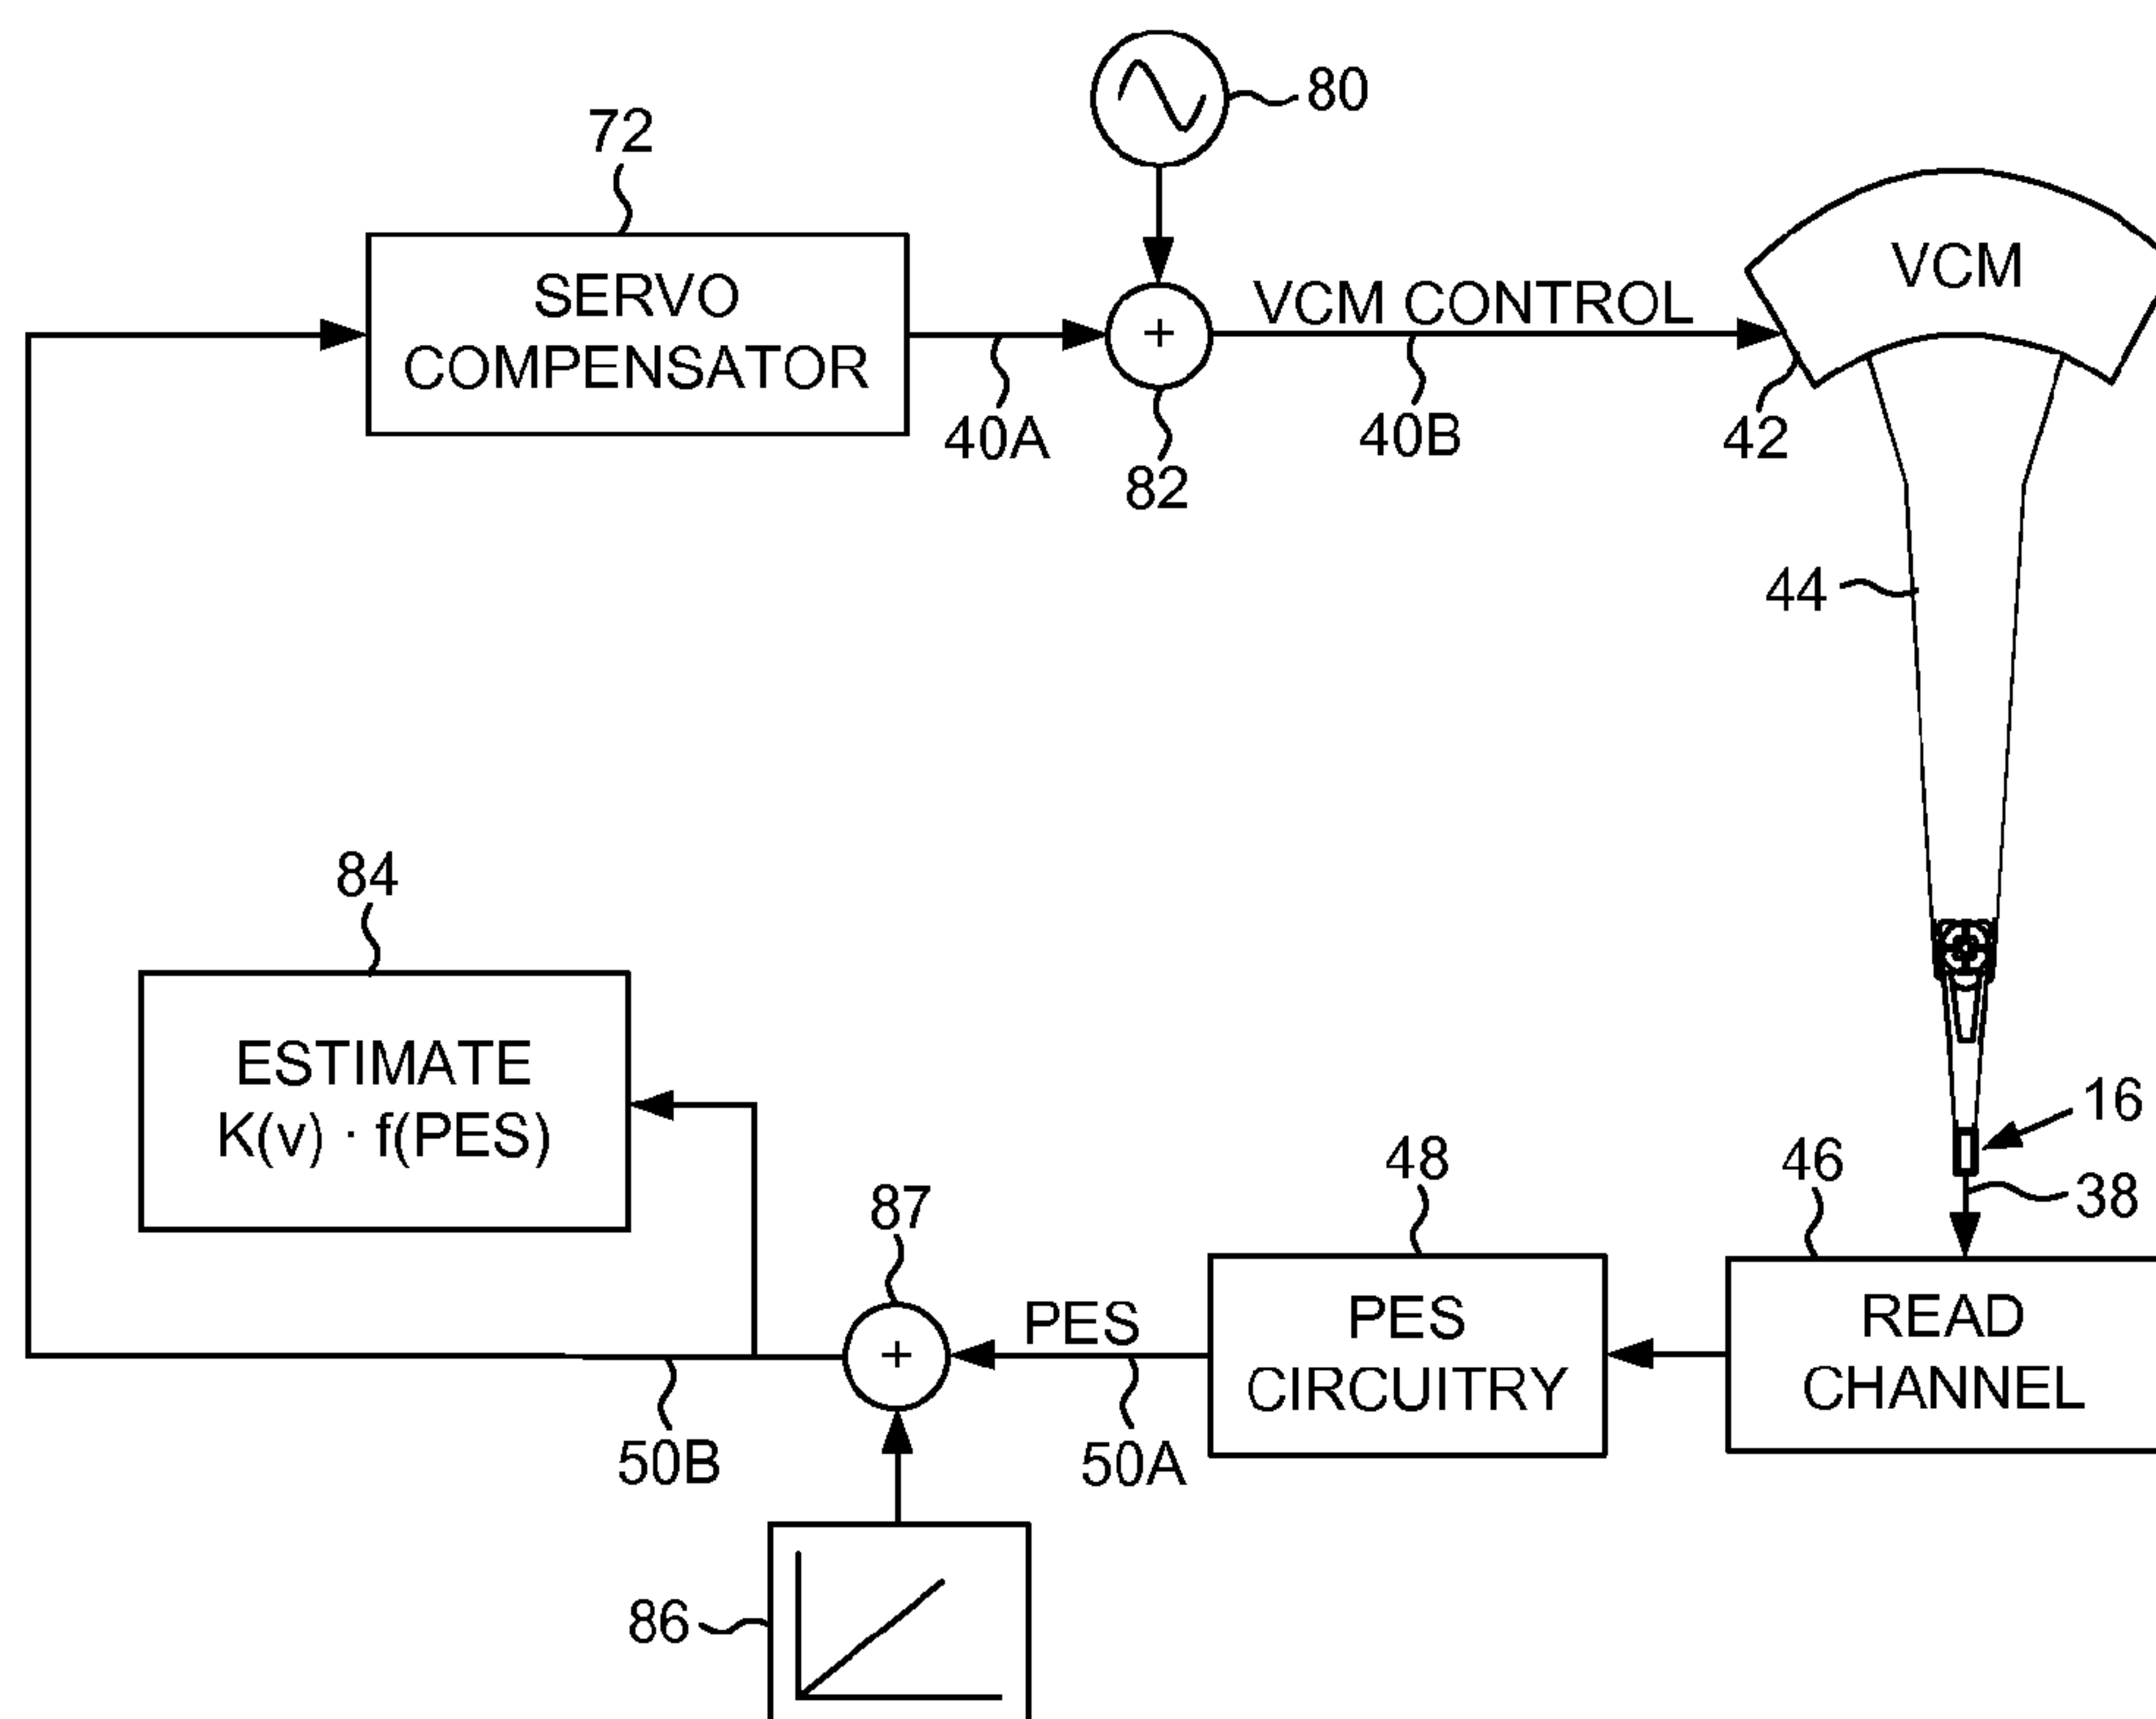 80
72
SERVO
COMPENSATOR
+
VCM CONTROL
VCM
40A
82
40B
42
44
84
ESTIMATE
K(v) · f(PES)
16
38
46
48
87
+
PES
PES
CIRCUITRY
READ
CHANNEL
50B
50A
86